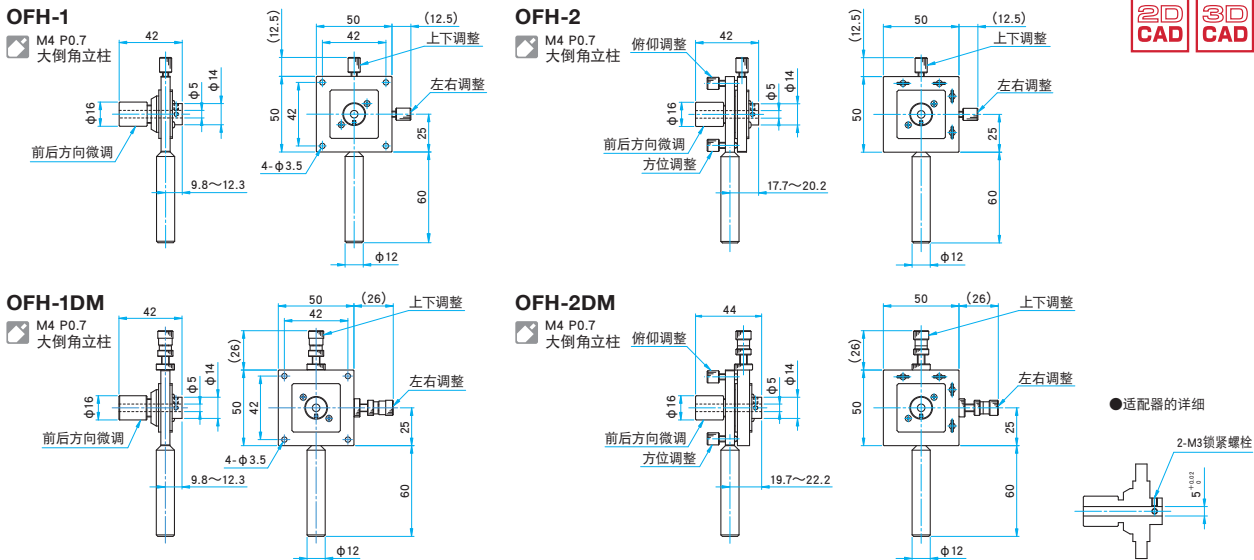 OFH-1
M4 P0.7
大倒角立柱
42
φ16
φ5
φ14
前后方向微调
9.8～12.3
50
(12.5)
42
(12.5)
上下调整
左右调整
50
42
25
4-φ3.5
60
φ12
OFH-2
M4 P0.7
大倒角立柱
俯仰调整
42
φ16
φ5
φ14
前后方向微调
方位调整
17.7～20.2
50
(12.5)
(12.5)
上下调整
左右调整
50
25
60
φ12
2D
CAD
3D
CAD
OFH-1DM
M4 P0.7
大倒角立柱
42
φ16
φ5
φ14
前后方向微调
9.8～12.3
50
(26)
42
(26)
上下调整
左右调整
50
42
25
4-φ3.5
60
φ12
OFH-2DM
M4 P0.7
大倒角立柱
俯仰调整
44
φ16
φ5
φ14
前后方向微调
方位调整
19.7～22.2
50
(26)
(26)
上下调整
左右调整
50
25
60
φ12
●适配器的详细
2-M3锁紧螺栓
5 +0.02 0